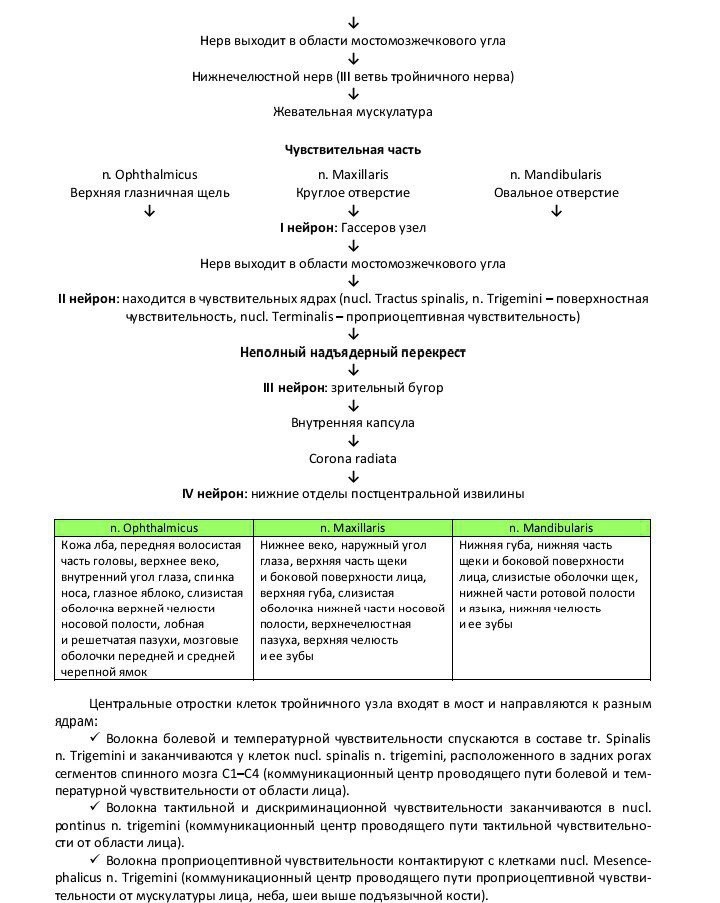 ↓
Нерв выходит в области мостомозжечкового угла
↓
Нижнечелюстной нерв (III ветвь тройничного нерва)
↓
Жевательная мускулатура
Чувствительная часть
n. Ophthalmicus
Верхняя глазничная щель
↓
n. Maxillaris
Круглое отверстие
↓
n. Mandibularis
Овальное отверстие
↓
I нейрон: Гассеров узел
↓
Нерв выходит в области мостомозжечкового угла
↓
II нейрон: находится в чувствительных ядрах (nucl. Tractus spinalis, n. Trigemini – поверхностная
чувствительность, nucl. Terminalis – проприоцептивная чувствительность)
↓
Неполный надъядерный перекрест
↓
III нейрон: зрительный бугор
↓
Внутренняя капсула
↓
Corona radiata
↓
IV нейрон: нижние отделы постцентральной извилины
n. Ophthalmicus
Кожа лба, передняя волосистая
часть головы, верхнее веко,
внутренний угол глаза, спинка
носа, глазное яблоко, слизистая
оболочка верхней челюсти
носовой полости, лобная
и решетчатая пазухи, мозговые
оболочки передней и средней
черепной ямок
n. Maxillaris
Нижнее веко, наружный угол
глаза, верхняя часть щеки
и боковой поверхности лица,
верхняя губа, слизистая
оболочка нижней части носовой
полости, верхнечелюстная
пазуха, верхняя челюсть
и ее зубы
n. Mandibularis
Нижняя губа, нижняя часть
щеки и боковой поверхности
лица, слизистые оболочки щек,
нижней части ротовой полости
и языка, нижняя челюсть
и ее зубы
Центральные отростки клеток тройничного узла входят в мост и направляются к разным
ядрам:
✓ Волокна болевой и температурной чувствительности спускаются в составе tr. Spinalis
n. Trigemini и заканчиваются у клеток nucl. spinalis n. trigemini, расположенного в задних рогах
сегментов спинного мозга C1–C4 (коммуникационный центр проводящего пути болевой и тем-
пературной чувствительности от области лица).
✓ Волокна тактильной и дискриминационной чувствительности заканчиваются в nucl.
pontinus n. trigemini (коммуникационный центр проводящего пути тактильной чувствительно-
сти от области лица).
✓ Волокна проприоцептивной чувствительности контактируют с клетками nucl. Mesence-
phalicus n. Trigemini (коммуникационный центр проводящего пути проприоцептивной чувстви-
тельности от мускулатуры лица, неба, шеи выше подъязычной кости).